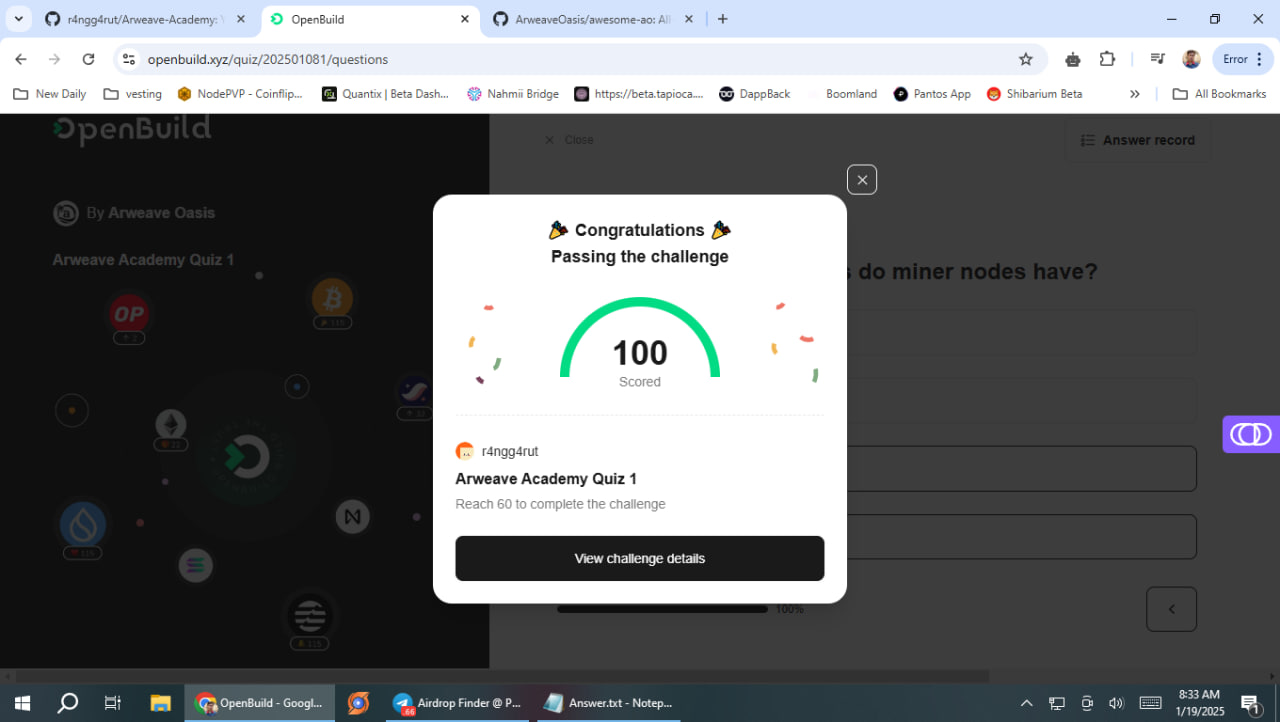 r4ngg4rut/Arweave-Academy: Y
OpenBuild
ArweaveOasis/awesome-ao: All
openbuild.xyz/quiz/202501081/questions
Error
New Daily
vesting
NodePVP - Coinflip...
Quantix | Beta Dash...
Nahmii Bridge
https://beta.tapioca....
DappBack
Boomland
Pantos App
Shibarium Beta
All Bookmarks
OpenBuild
Close
Answer record
By Arweave Oasis
Arweave Academy Quiz 1
do miner nodes have?
🎉 Congratulations 🎉
Passing the challenge
100
Scored
r4ngg4rut
Arweave Academy Quiz 1
Reach 60 to complete the challenge
View challenge details
OP
115
115
115
100%
OpenBuild - Googl...
66
Airdrop Finder @ P...
Answer.txt - Notep...
8:33 AM
1/19/2025
1